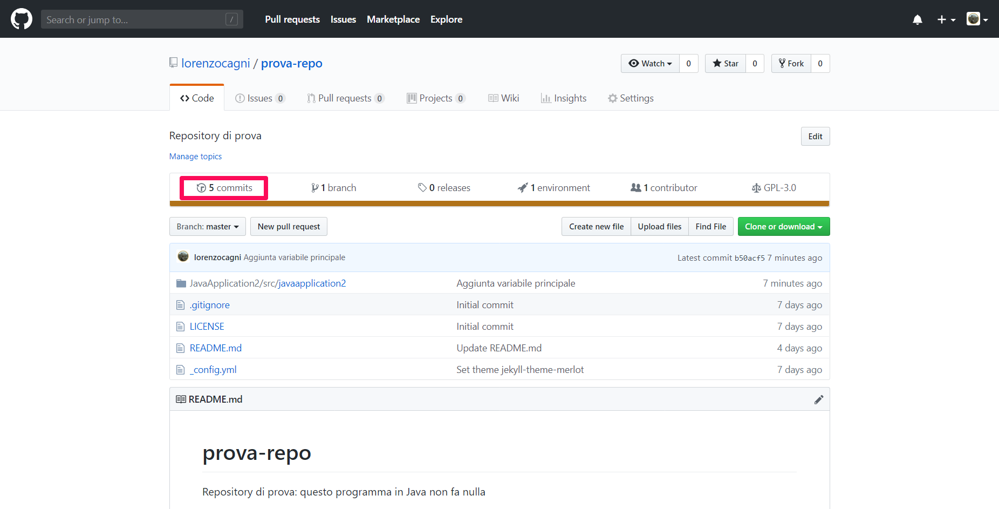 Search or jump to... /
Pull requests Issues Marketplace Explore
lorenzocagni / prova-repo
Watch 0 Star 0 Fork 0
Code Issues 0 Pull requests 0 Projects 0 Wiki Insights Settings
Repository di prova
Edit
Manage topics
5 commits 1 branch 0 releases 1 environment 1 contributor GPL-3.0
Branch: master New pull request Create new file Upload files Find File Clone or download
lorenzocagni Aggiunta variabile principale Latest commit b50acf5 7 minutes ago
JavaApplication2/src/javaapplication2 Aggiunta variabile principale 7 minutes ago
.gitignore Initial commit 7 days ago
LICENSE Initial commit 7 days ago
README.md Update README.md 4 days ago
_config.yml Set theme jekyll-theme-merlot 7 days ago
README.md
prova-repo
Repository di prova: questo programma in Java non fa nulla